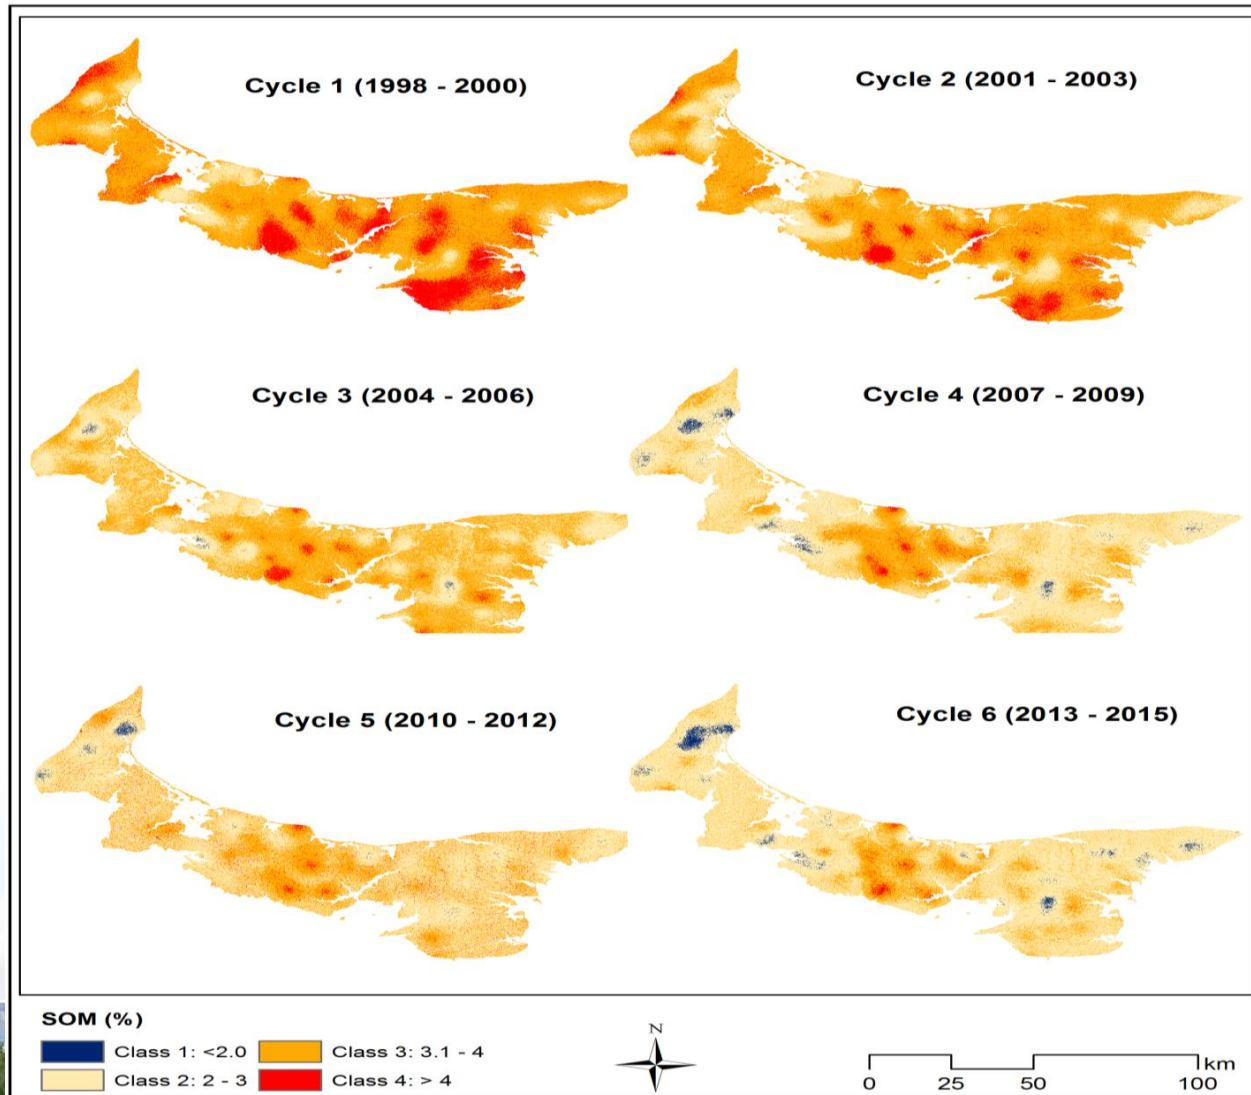 Cycle 1 (1998 - 2000)
Cycle 2 (2001 - 2003)
Cycle 3 (2004 - 2006)
Cycle 4 (2007 - 2009)
Cycle 5 (2010 - 2012)
Cycle 6 (2013 - 2015)
SOM (%)
Class 1: <2.0
Class 3: 3.1 - 4
Class 2: 2 - 3
Class 4: > 4
N
km
0 25 50 100